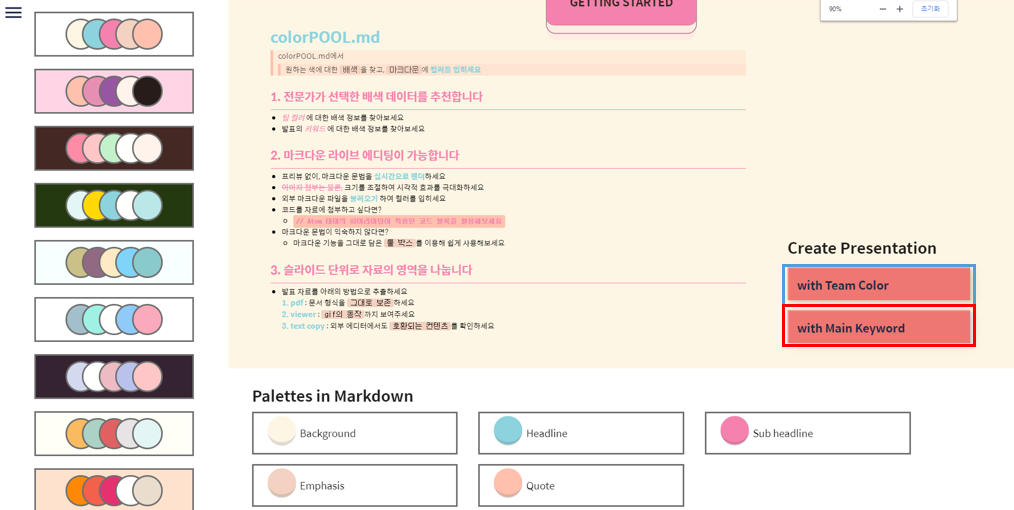 GETTING STARTED
90%
초기화
colorPOOL.md
colorPOOL.md에서
원하는 색에 대한 배색 을 찾고, 마크다운 에 컬러를 입히세요
1. 전문가가 선택한 배색 데이터를 추천합니다
팀 컬러 에 대한 배색 정보를 찾아보세요
발표의 키워드 에 대한 배색 정보를 찾아보세요
2. 마크다운 라이브 에디팅이 가능합니다
프리뷰 없이, 마크다운 문법을 실시간으로 렌더하세요
이미지 첨부는 물론, 크기를 조절하여 시각적 효과를 극대화하세요
외부 마크다운 파일을 불러오기 하여 컬러를 입히세요
코드를 자료에 첨부하고 싶다면?
// Atom 테마의 하이라이팅이 적용된 코드 블록을 활용해보세요
마크다운 문법이 익숙하지 않다면?
마크다운 기능을 그대로 담은 툴 박스 를 이용해 쉽게 사용해보세요
3. 슬라이드 단위로 자료의 영역을 나눕니다
발표 자료를 아래의 방법으로 추출하세요
1. pdf : 문서 형식을 그대로 보존 하세요
2. viewer : gif의 동작 까지 보여주세요
3. text copy : 외부 에디터에서도 호환되는 컨텐츠 를 확인하세요
Create Presentation
with Team Color
with Main Keyword
Palettes in Markdown
Background
Headline
Sub headline
Emphasis
Quote